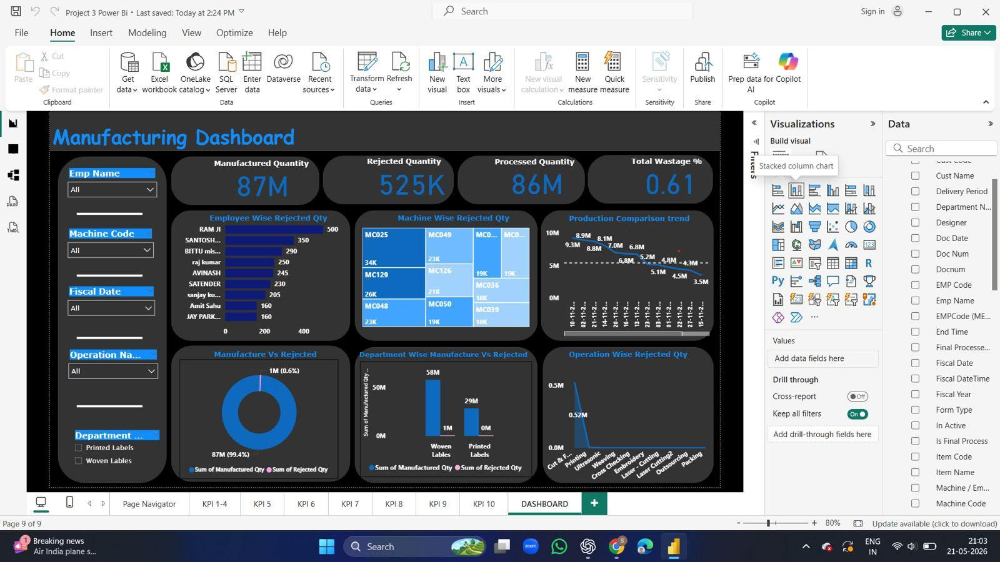 Project 3 Power Bi • Last saved: Today at 2:24 PM
Search
Sign in
File Home Insert Modeling View Optimize Help
Share
Paste
Cut
Copy
Format painter
Clipboard
Get data
Excel workbook
OneLake catalog
SQL Server
Enter data
Dataverse
Recent sources
Data
Transform data
Refresh
Queries
New visual
Text box
More visuals
Insert
New visual calculation
New measure
Quick measure
Calculations
Sensitivity
Sensitivity
Publish
Share
Prep data for AI
Copilot
Copilot
DAX
TMDL
Manufacturing Dashboard
Emp Name
All
Machine Code
All
Fiscal Date
All
Operation Na...
All
Department ...
Printed Labels
Woven Lables
Manufactured Quantity
87M
Rejected Quantity
525K
Processed Quantity
86M
Total Wastage %
0.61
Employee Wise Rejected Qty
RAM JI 500
SANTOSH... 350
BITTU mis... 290
raj kumar 250
AVINASH 245
SATENDER 230
sanjay ku... 205
Amit Sahu 160
JAY PARK... 160
0 200 400
Machine Wise Rejected Qty
MC025
34K
MC129
26K
MC048
23K
MC049
23K
MC126
21K
MC050
19K
MC0...
19K
MC0...
19K
MC036
18K
MC039
18K
Production Comparison trend
10M
5M
0M
9.3M
8.9M
8.8M
8.1M
7.0M
6.8M
6.8M
5.2M
5.1M
4.8M
4.5M
4.3M
3.5M
10-11-2...
02-11-2...
21-11-2...
14-11-2...
20-11-2...
16-11-2...
13-11-2...
23-11-2...
03-11-2...
01-11-2...
22-11-2...
27-11-2...
15-11-2...
Manufacture Vs Rejected
1M (0.6%)
87M (99.4%)
Sum of Manufactured Qty Sum of Rejected Qty
Department Wise Manufacture Vs Rejected
Sum of Manufactured Qty ...
50M
0M
58M
1M
29M
0M
Woven Lables
Printed Labels
Sum of Manufactured Qty Sum of Rejected Qty
Operation Wise Rejected Qty
0.5M
0.52M
0.0M
Cut & F...
Printing
Ultrasonic
Weaving
Cross Checking
Embroidery
Laser - Cutting
Laser Cutting2
Outsourcing
Packing
Filters
Visualizations
Build visual
Stacked column chart
123
R
Py
...
Values
Add data fields here
Drill through
Cross-report
Off
Keep all filters
On
Add drill-through fields here
Data
Search
Cust Code
Cust Name
Delivery Period
Department N...
Designer
Doc Date
Doc Num
Docnum
EMP Code
Emp Name
EMPCode (ME...
End Time
Final Processe...
Fiscal Date
Fiscal DateTime
Fiscal Year
Form Type
In Active
Is Final Process
Item Code
Item Name
Machine / Em...
Machine Code
Page Navigator
KPI 1-4
KPI 5
KPI 6
KPI 7
KPI 8
KPI 9
KPI 10
DASHBOARD
+
Page 9 of 9
- + 80%
Update available (click to download)
1
Breaking news
Air India plane s...
Search
zoom
S
ENG
IN
21:03
21-05-2026